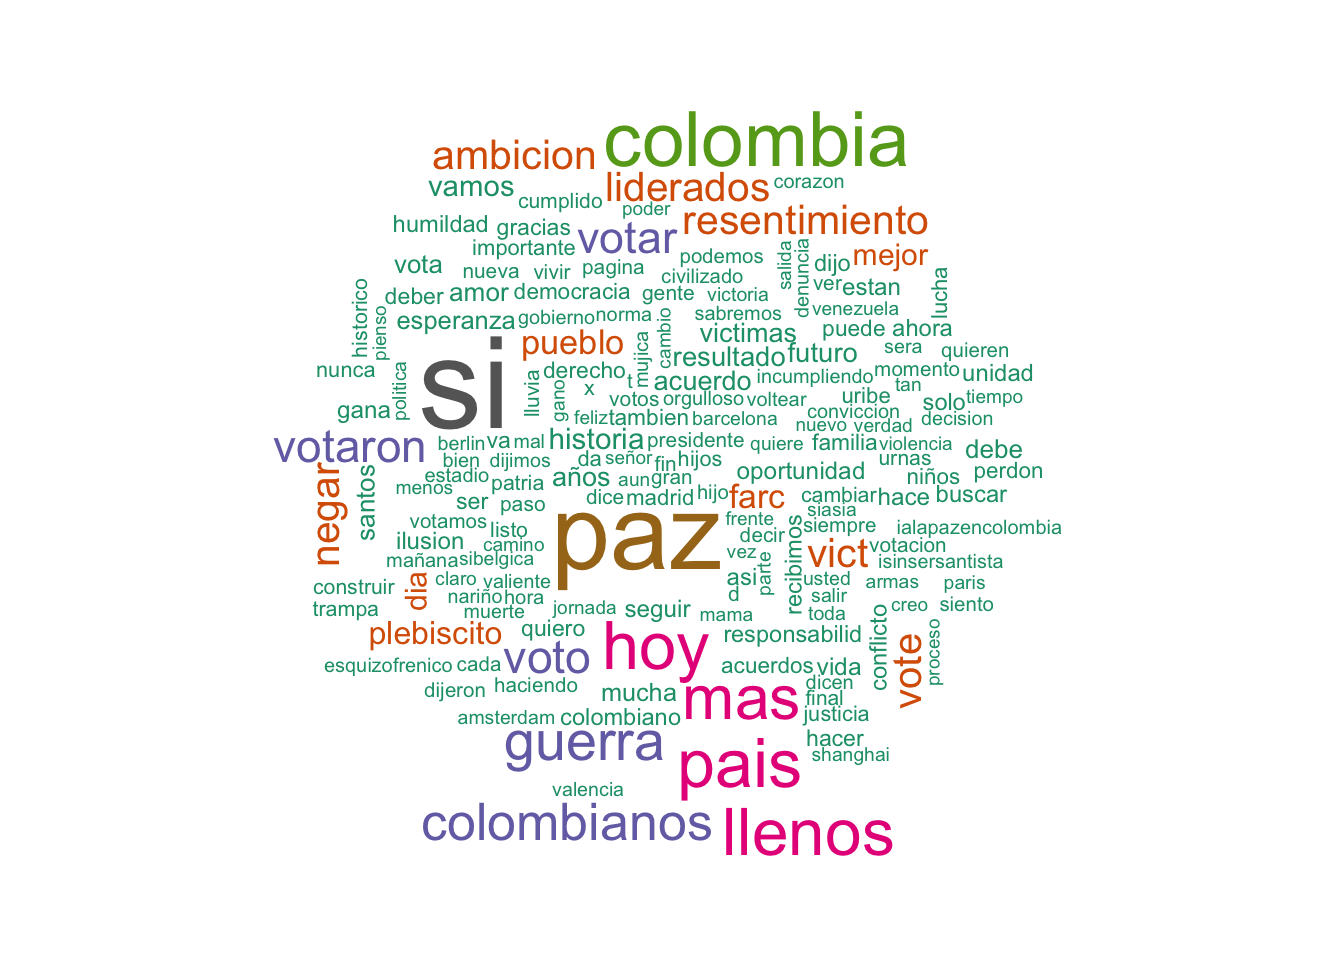 colombia
ambicion
liderados
corazon
vamos
cumplido
poder
resentimiento
humildad
gracias
votar
importante
podemos
salida
denuncia
dijo
mejor
vota
nueva
vivir
pagina
civilizado
ver
estan
lucha
historico
pienso
deber
amor
democracia
gente
victoria
venezuela
esperanza
gobierno
norma
cambio
sabremos
victimas
puede
ahora
si
pueblo
mujica
resultado
futuro
sera
quieren
nunca
politica
lluvia
gano
derecho
x
t
acuerdo
incumpliendo
momento
tan
unidad
gana
votos
orgulloso
voltear
uribe
solo
tiempo
feliz
tambien
barcelona
conviccion
nuevo
verdad
decision
votaron
berlin
va
mal
historia
presidente
quiere
familia
violencia
debe
negar
santos
bien
dijimos
da
señor
fin
hijos
urnas
estadio
menos
patria
años
aun
gran
oportunidad
niños
perdon
ser
paso
dice
madrid
hijo
farc
cambiar
hace
buscar
siasia
votamos
listo
paz
frente
decir
recibimos
siempre
ialapazencolombia
ilusion
camino
vez
parte
vict
votacion
mañana
sibelgica
isinsersantista
construir
dia
claro
valiente
asi
d
usted
armas
paris
trampa
nariño
hora
muerte
jornada
seguir
mama
salir
toda
creo
siento
plebiscito
quiero
hoy
responsabilid
conflicto
vote
proceso
esquizofrenico
cada
voto
acuerdos
vida
dijeron
haciendo
mucha
mas
dicen
final
amsterdam
colombiano
justicia
guerra
pais
hacer
shanghai
valencia
colombianos
llenos